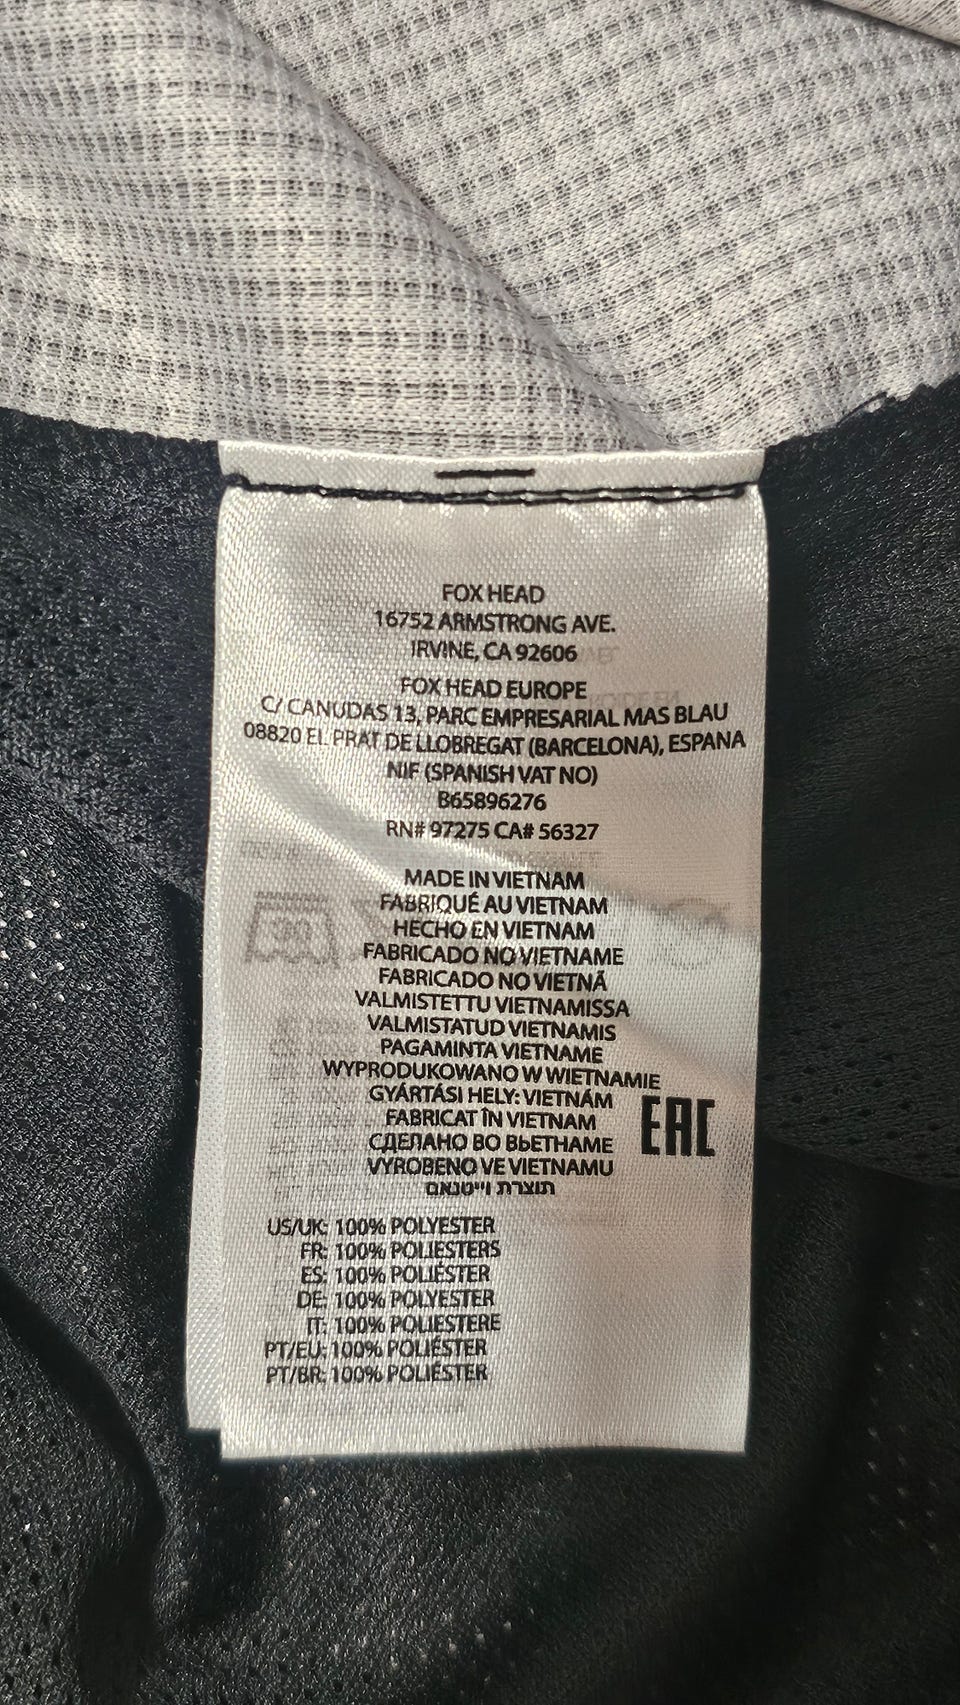 FOX HEAD
16752 ARMSTRONG AVE.
IRVINE, CA 92606
FOX HEAD EUROPE
C/ CANUDAS 13, PARC EMPRESARIAL MAS BLAU
08820 EL PRAT DE LLOBREGAT (BARCELONA), ESPANA
NIF (SPANISH VAT NO)
B65896276
RN# 97275 CA# 56327
MADE IN VIETNAM
FABRIQUÉ AU VIETNAM
HECHO EN VIETNAM
FABRICADO NO VIETNAME
FABRICADO NO VIETNÃ
VALMISTETTU VIETNAMISSA
VALMISTATUD VIETNAMIS
PAGAMINTA VIETNAME
WYPRODUKOWANO W WIETNAMIE
GYÁRTÁSI HELY: VIETNÁM
FABRICAT ÎN VIETNAM
EAC
СДЕЛАНО ВО ВЬЕТНАМЕ
VYROBENO VE VIETNAMU
תוצרת וייטנאם
US/UK: 100% POLYESTER
FR: 100% POLIESTERS
ES: 100% POLIÉSTER
DE: 100% POLYESTER
IT: 100% POLIESTERE
PT/EU: 100% POLIÉSTER
PT/BR: 100% POLIÉSTER